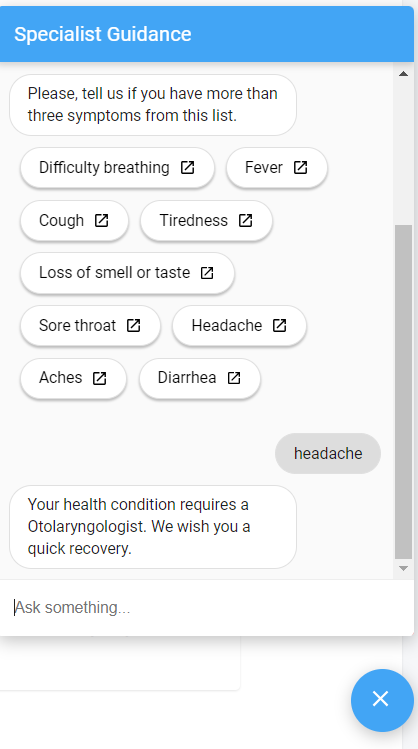 Specialist Guidance
Please, tell us if you have more than
three symptoms from this list.
Difficulty breathing
Fever
Cough
Tiredness
Loss of smell or taste
Sore throat
Headache
Aches
Diarrhea
headache
Your health condition requires a
Otolaryngologist. We wish you a
quick recovery.
Ask something...